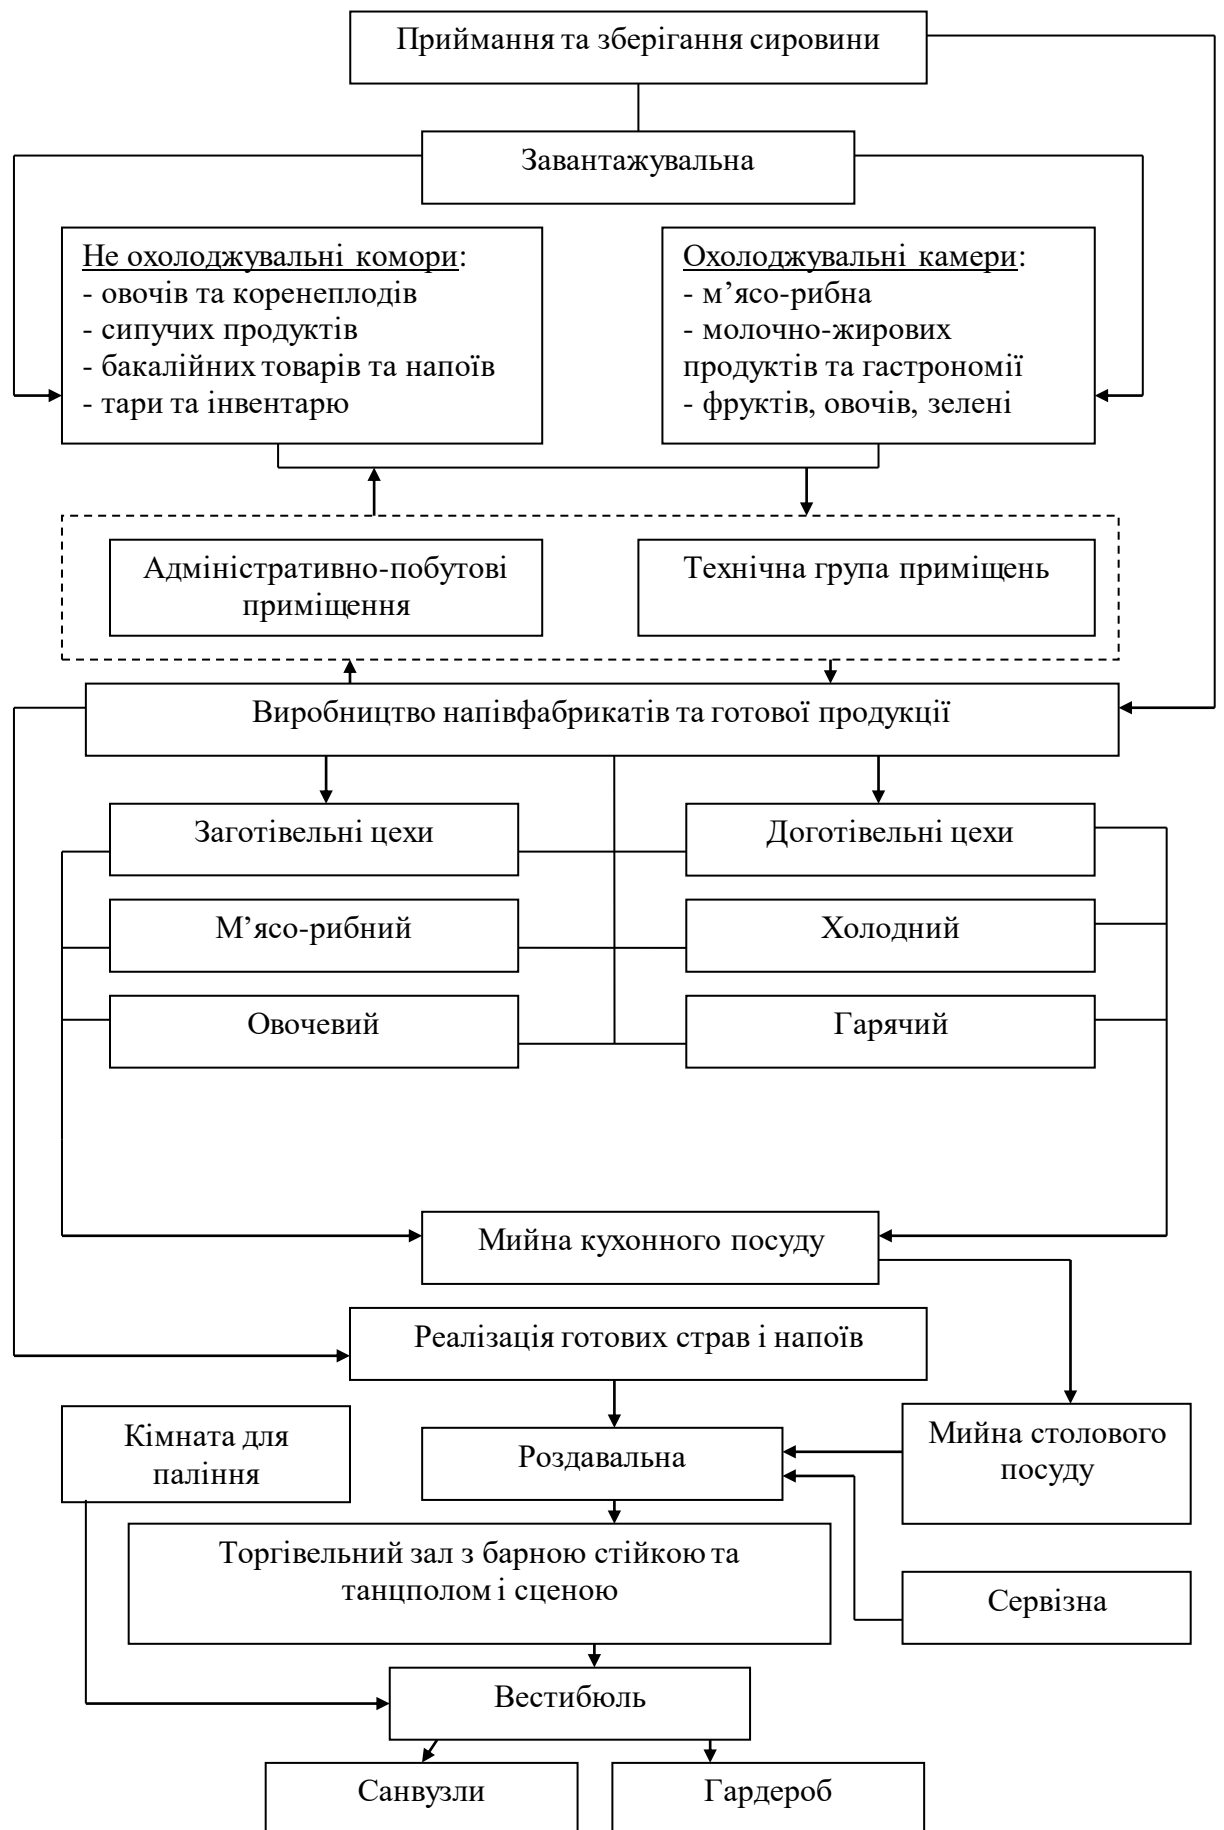 Приймання та зберігання сировини
Завантажувальна
Не охолоджувальні комори:
- овочів та коренеплодів
- сипучих продуктів
- бакалійних товарів та напоїв
- тари та інвентарю
Охолоджувальні камери:
- м’ясо-рибна
- молочно-жирових
продуктів та гастрономії
- фруктів, овочів, зелені
Адміністративно-побутові
приміщення
Технічна група приміщень
Виробництво напівфабрикатів та готової продукції
Заготівельні цехи
Доготівельні цехи
М’ясо-рибний
Холодний
Овочевий
Гарячий
Мийна кухонного посуду
Реалізація готових страв і напоїв
Кімната для
паління
Роздавальна
Мийна столового
посуду
Торгівельний зал з барною стійкою та
танцполом і сценою
Сервізна
Вестибюль
Санвузли
Гардероб